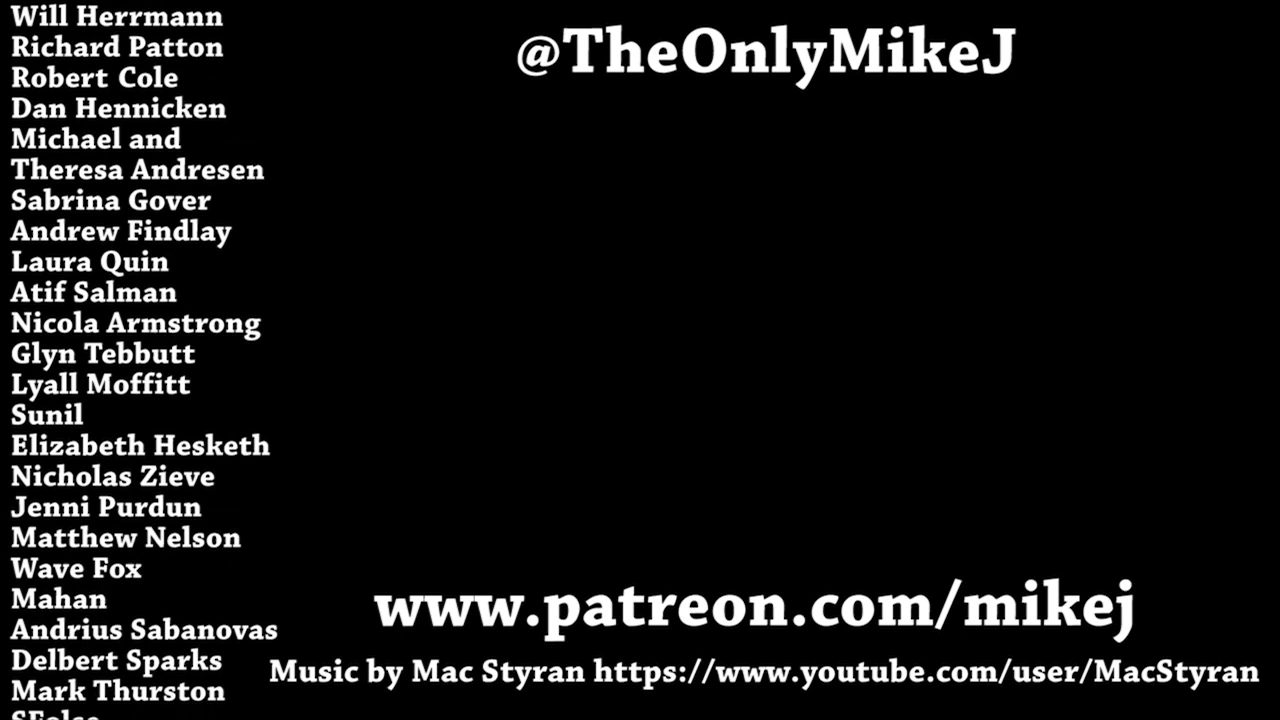 Will Herrmann
Richard Patton
Robert Cole
Dan Hennicken
Michael and
Theresa Andresen
Sabrina Gover
Andrew Findlay
Laura Quin
Atif Salman
Nicola Armstrong
Glyn Tebbutt
Lyall Moffitt
Sunil
Elizabeth Hesketh
Nicholas Zieve
Jenni Purdun
Matthew Nelson
Wave Fox
Mahan
Andrius Sabanovas
Delbert Sparks
Mark Thurston
@TheOnlyMikeJ
www.patreon.com/mikej
Music by Mac Styran https://www.youtube.com/user/MacStyran